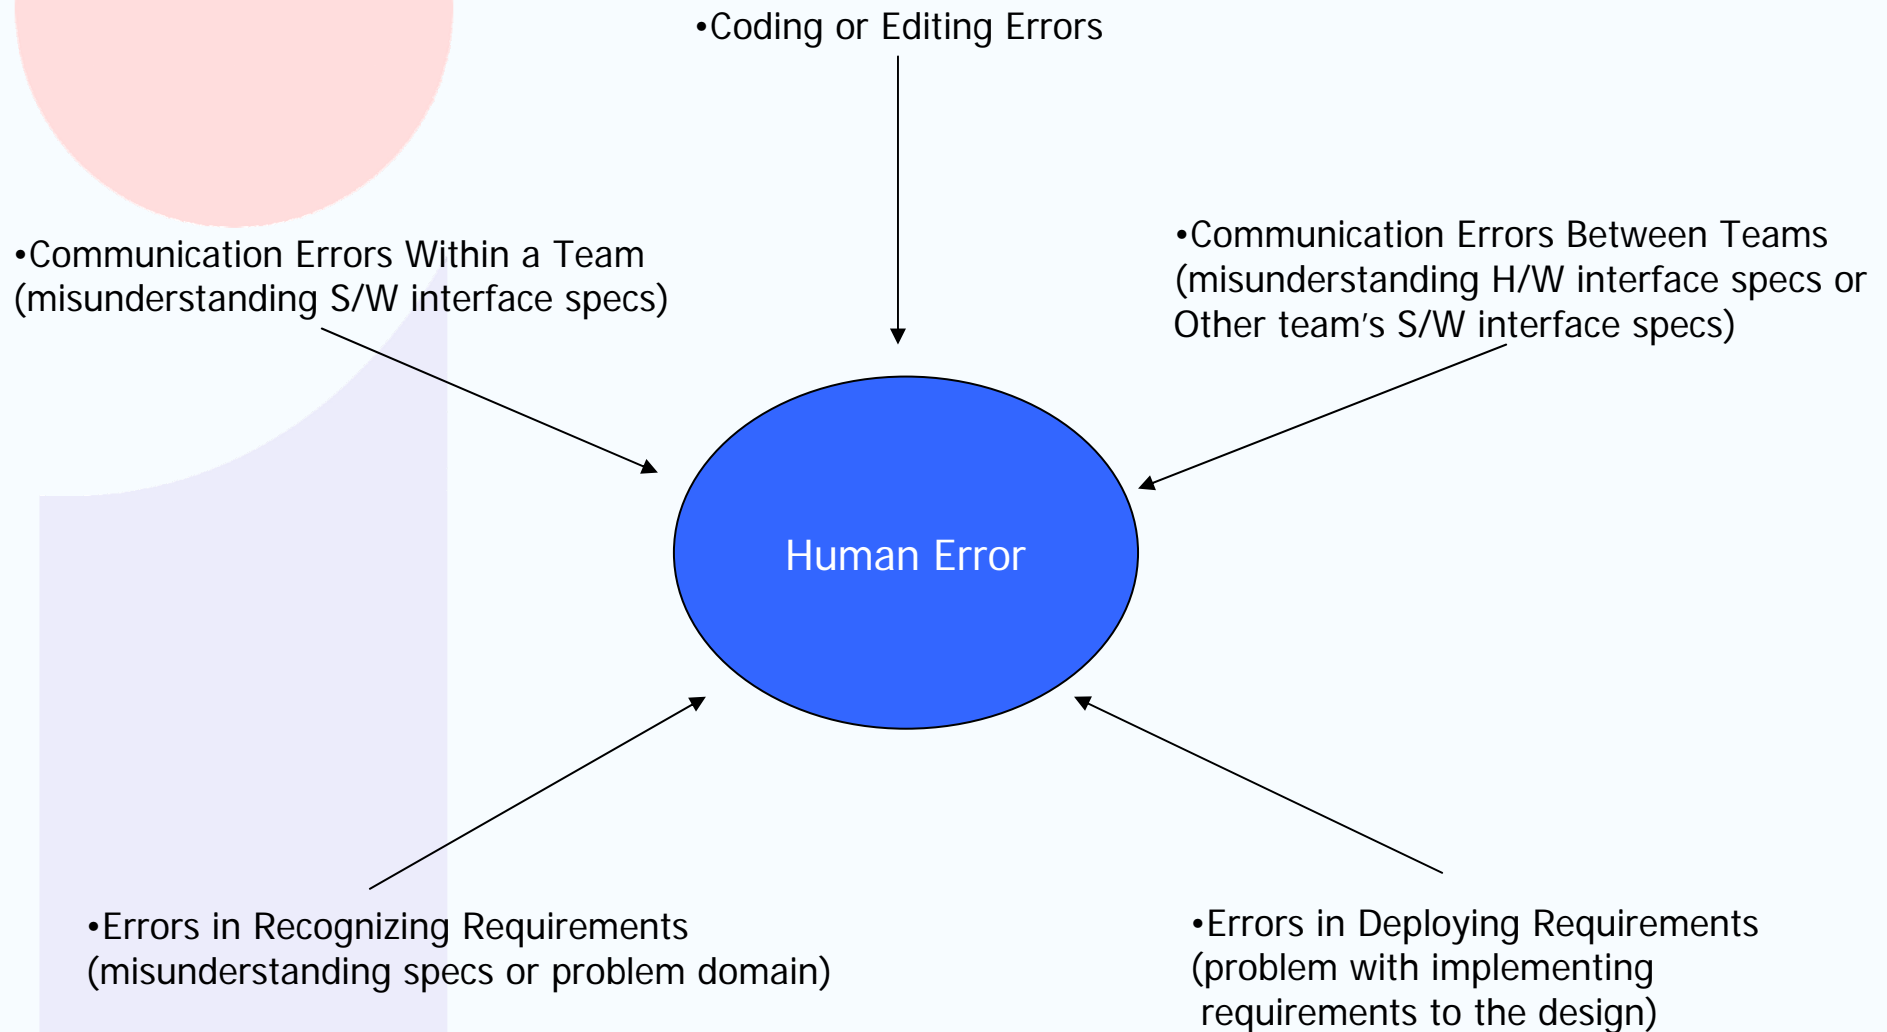 •Coding or Editing Errors
•Communication Errors Within a Team
(misunderstanding S/W interface specs)
•Communication Errors Between Teams
(misunderstanding H/W interface specs or
Other team's S/W interface specs)
Human Error
•Errors in Recognizing Requirements
(misunderstanding specs or problem domain)
•Errors in Deploying Requirements
(problem with implementing
requirements to the design)